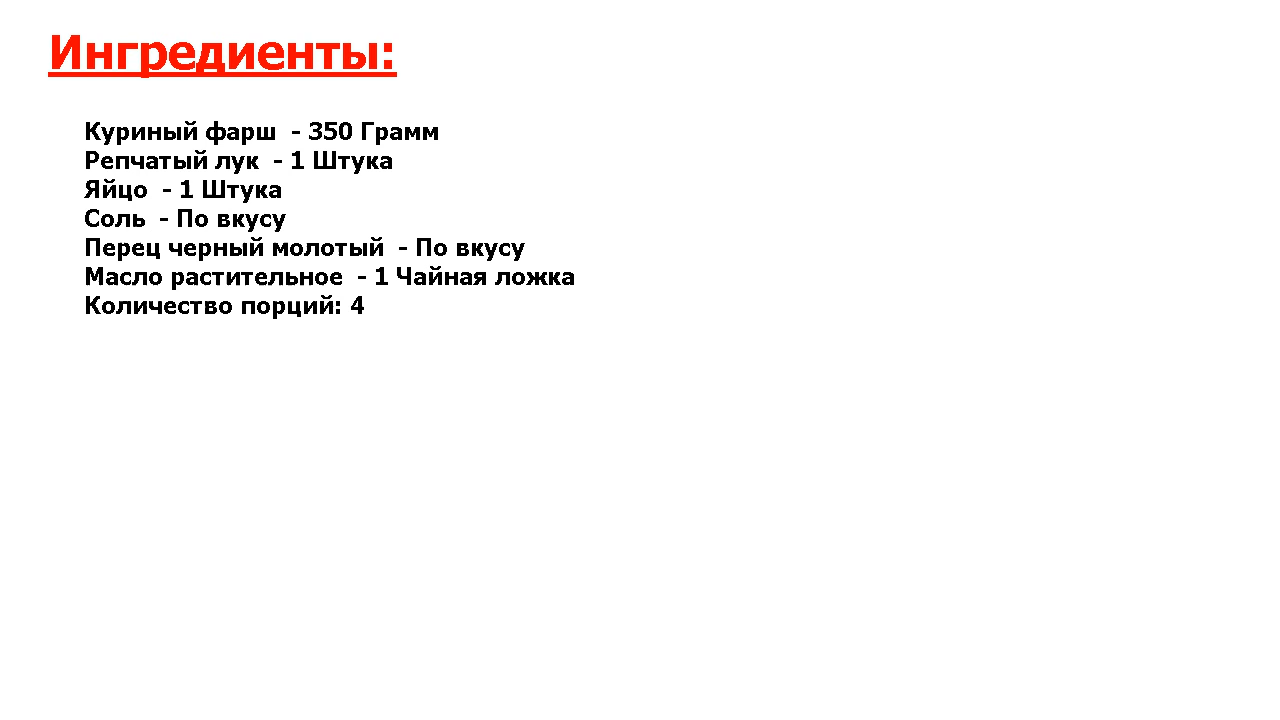 Ингредиенты:
Куриный фарш  - 350 Грамм
Репчатый лук  - 1 Штука
Яйцо  - 1 Штука
Соль  - По вкусу
Перец черный молотый  - По вкусу
Масло растительное  - 1 Чайная ложка
Количество порций: 4